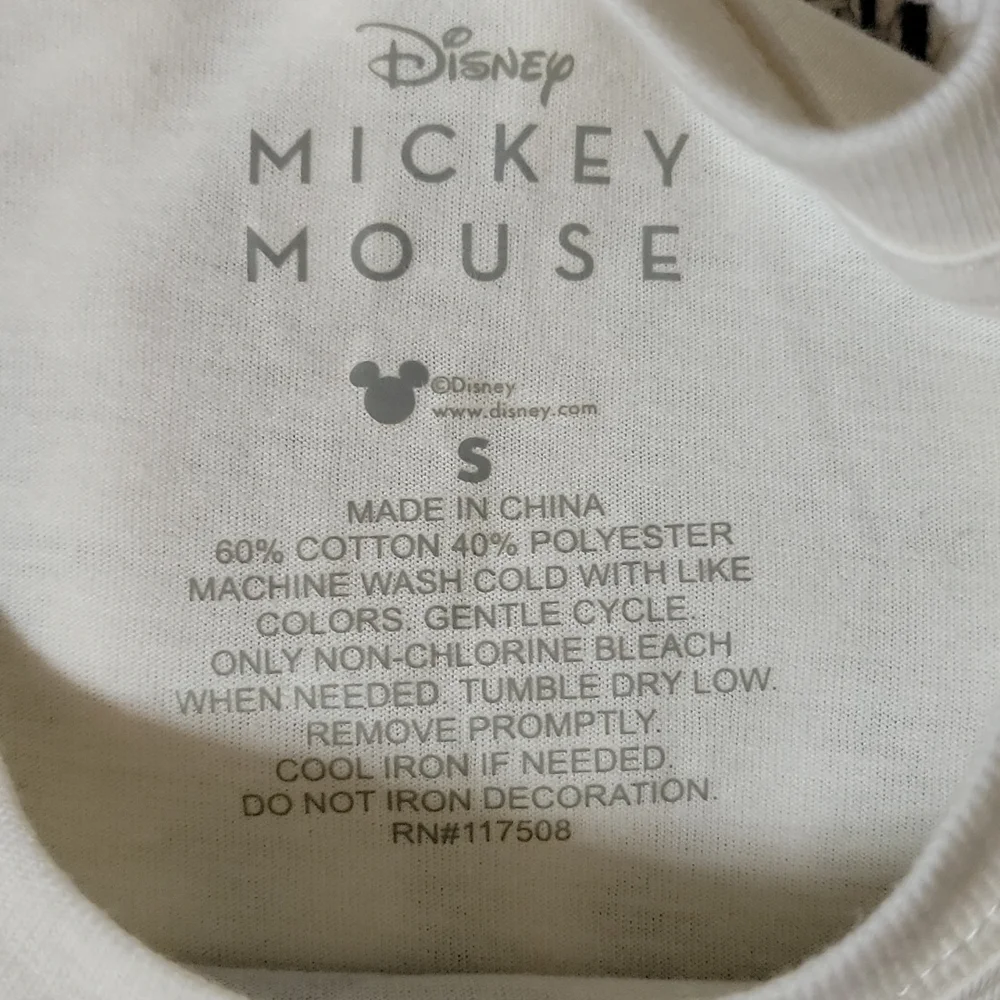 Disney
MICKEY
MOUSE
©Disney
www.disney.com
S
MADE IN CHINA
60% COTTON 40% POLYESTER
MACHINE WASH COLD WITH LIKE
COLORS. GENTLE CYCLE.
ONLY NON-CHLORINE BLEACH
WHEN NEEDED. TUMBLE DRY LOW.
REMOVE PROMPTLY.
COOL IRON IF NEEDED.
DO NOT IRON DECORATION.
RN#117508